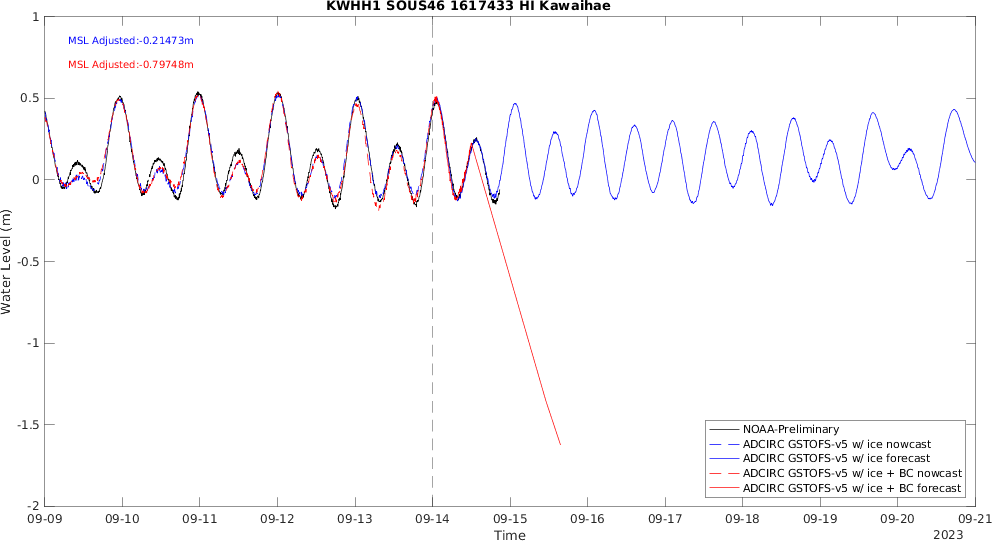 KWHH1 SOUS46 1617433 HI Kawaihae
MSL Adjusted:-0.21473m
MSL Adjusted:-0.79748m
1
0.5
0
-0.5
-1
-1.5
-2
Water Level (m)
NOAA-Preliminary
ADCIRC GSTOFS-v5 w/ ice nowcast
ADCIRC GSTOFS-v5 w/ ice forecast
ADCIRC GSTOFS-v5 w/ ice + BC nowcast
ADCIRC GSTOFS-v5 w/ ice + BC forecast
09-09 09-10 09-11 09-12 09-13 09-14 09-15 09-16 09-17 09-18 09-19 09-20 09-21
Time
2023